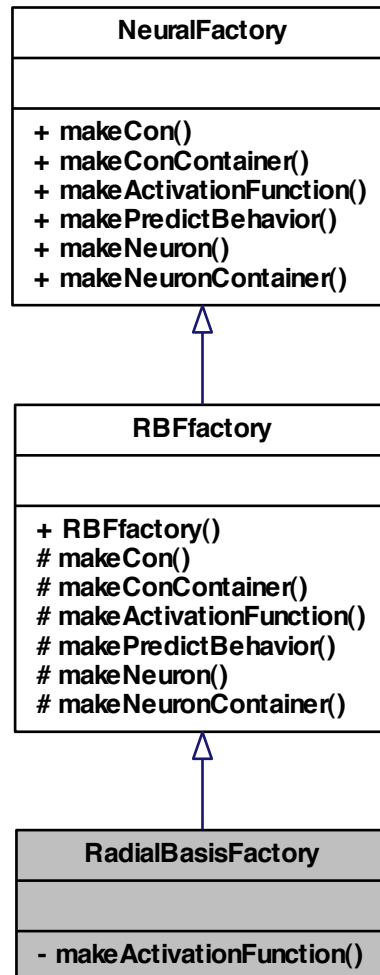 NeuralFactory
+ makeCon()
+ makeConContainer()
+ makeActivationFunction()
+ makePredictBehavior()
+ makeNeuron()
+ makeNeuronContainer()
RBFfactory
+ RBFfactory()
# makeCon()
# makeConContainer()
# makeActivationFunction()
# makePredictBehavior()
# makeNeuron()
# makeNeuronContainer()
RadialBasisFactory
- makeActivationFunction()